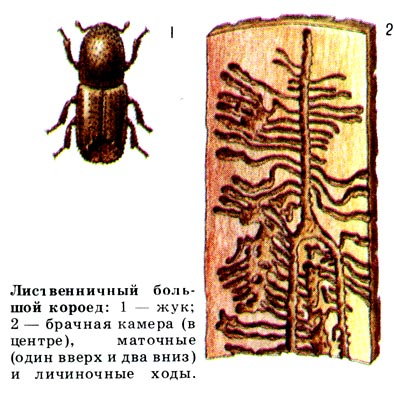 1
2
Лиственничный боль-
шой короед: 1 — жук;
2 — брачная камера (в
центре), маточные
(один вверх и два вниз)
и личиночные ходы.